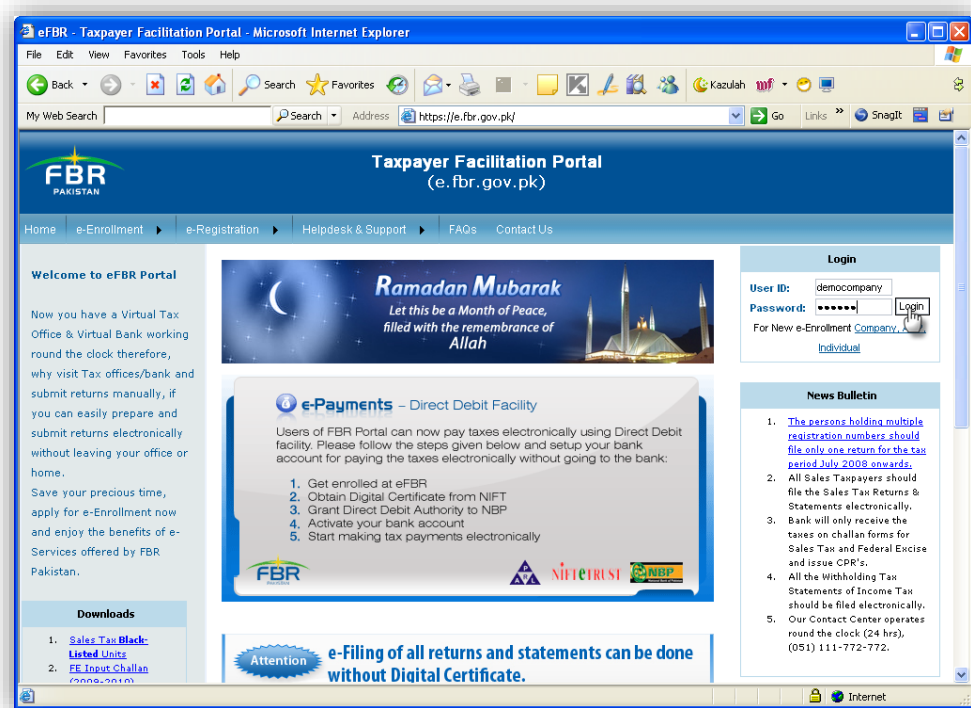 eFBR - Taxpayer Facilitation Portal - Microsoft Internet Explorer
File Edit View Favorites Tools Help
Back Search Favorites Kazulah
My Web Search Search Address https://e.fbr.gov.pk/ Go Links » SnagIt
FBR
PAKISTAN
Taxpayer Facilitation Portal
(e.fbr.gov.pk)
Home e-Enrollment e-Registration Helpdesk & Support FAQs Contact Us
Welcome to eFBR Portal
Now you have a Virtual Tax
Office & Virtual Bank working
round the clock therefore,
why visit Tax offices/bank and
submit returns manually, if
you can easily prepare and
submit returns electronically
without leaving your office or
home.
Save your precious time,
apply for e-Enrollment now
and enjoy the benefits of e-
Services offered by FBR
Pakistan.
Downloads
1. Sales Tax Black-
Listed Units
2. FE Input Challan
(2009-2010)
Ramadan Mubarak
Let this be a Month of Peace,
filled with the remembrance of
Allah
e-Payments – Direct Debit Facility
Users of FBR Portal can now pay taxes electronically using Direct Debit
facility. Please follow the steps given below and setup your bank
account for paying the taxes electronically without going to the bank:
1. Get enrolled at eFBR
2. Obtain Digital Certificate from NIFT
3. Grant Direct Debit Authority to NBP
4. Activate your bank account
5. Start making tax payments electronically
FBR
PRAL NIFTeTRUST NBP
Attention
e-Filing of all returns and statements can be done
without Digital Certificate.
Login
User ID: democompany
Password: •••••• Login
For New e-Enrollment Company,
Individual
News Bulletin
1. The persons holding multiple
registration numbers should
file only one return for the tax
period July 2008 onwards.
2. All Sales Taxpayers should
file the Sales Tax Returns &
Statements electronically.
3. Bank will only receive the
taxes on challan forms for
Sales Tax and Federal Excise
and issue CPR's.
4. All the Withholding Tax
Statements of Income Tax
should be filed electronically.
5. Our Contact Center operates
round the clock (24 hrs),
(051) 111-772-772.
Internet